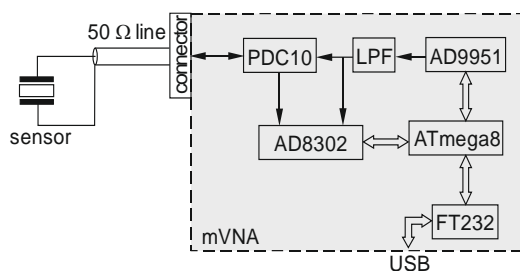 50 Ω line
connector
PDC10
LPF
AD9951
sensor
AD8302
ATmega8
FT232
mVNA
USB